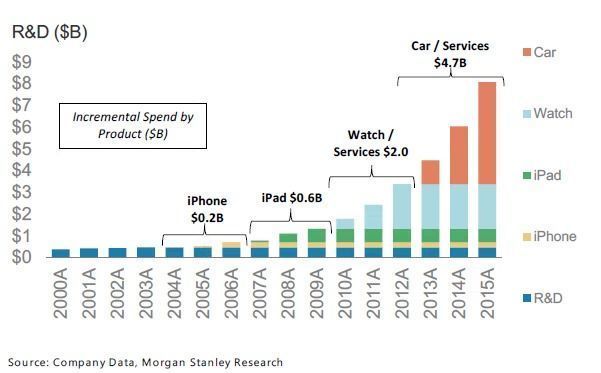 R&D ($B)
Car / Services
$4.7B
Car
$9
$8
$7
$6
$5
$4
$3
$2
$1
$0
Incremental Spend by
Product ($B)
Watch /
Services $2.0
iPhone
$0.2B
iPad $0.6B
Watch
iPad
iPhone
R&D
2000A
2001A
2002A
2003A
2004A
2005A
2006A
2007A
2008A
2009A
2010A
2011A
2012A
2013A
2014A
2015A
Source: Company Data, Morgan Stanley Research